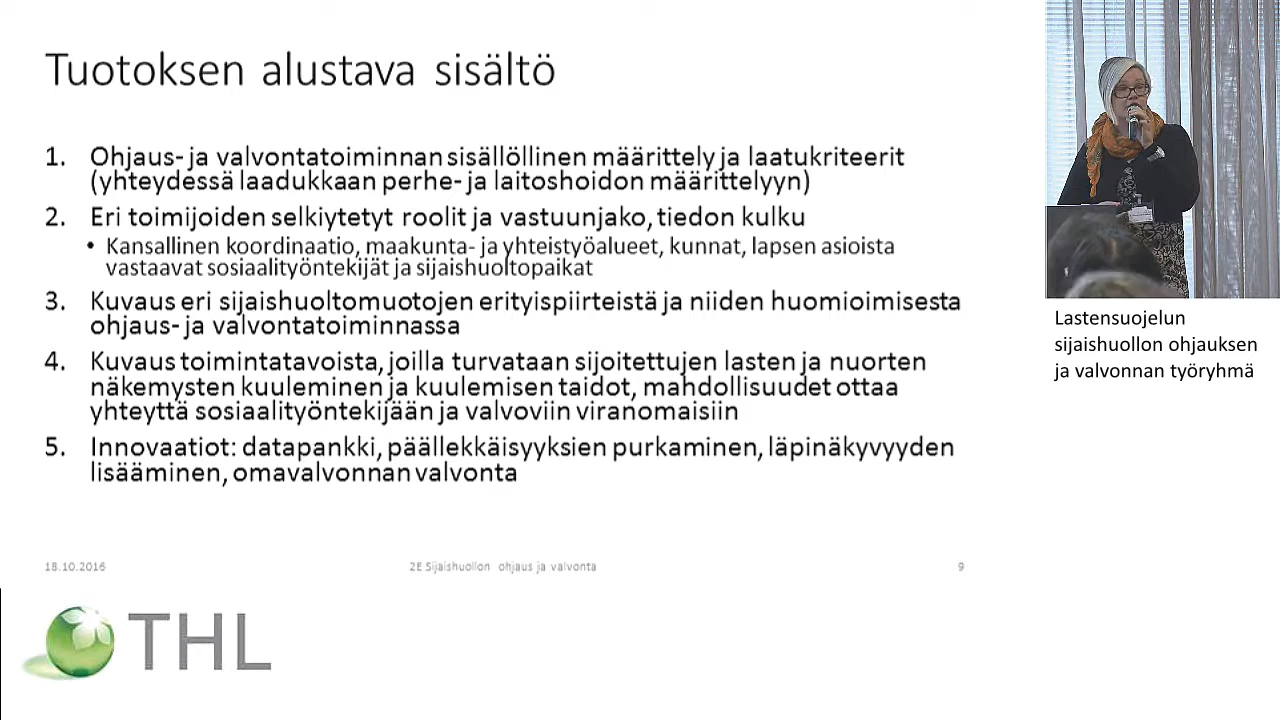 Tuotoksen alustava sisältö
1. Ohjaus- ja valvontatoiminnan sisällöllinen määrittely ja laatukriteerit
(yhteydessä laadukkaan perhe- ja laitoshoidon määrittelyyn)
2. Eri toimijoiden selkiytetyt roolit ja vastuunjako, tiedon kulku
• Kansallinen koordinaatio, maakunta- ja yhteistyöalueet, kunnat, lapsen asioista
vastaavat sosiaalityöntekijät ja sijaishuoltopaikat
3. Kuvaus eri sijaishuoltomuotojen erityispiirteistä ja niiden huomioimisesta
ohjaus- ja valvontatoiminnassa
4. Kuvaus toimintatavoista, joilla turvataan sijoitettujen lasten ja nuorten
näkemysten kuuleminen ja kuulemisen taidot, mahdollisuudet ottaa
yhteyttä sosiaalityöntekijään ja valvoviin viranomaisiin
5. Innovaatiot: datapankki, päällekkäisyyksien purkaminen, läpinäkyvyyden
lisääminen, omavalvonnan valvonta
18.10.2016 2E Sijaishuollon ohjaus ja valvonta 9
THL
Lastensuojelun
sijaishuollon ohjauksen
ja valvonnan työryhmä